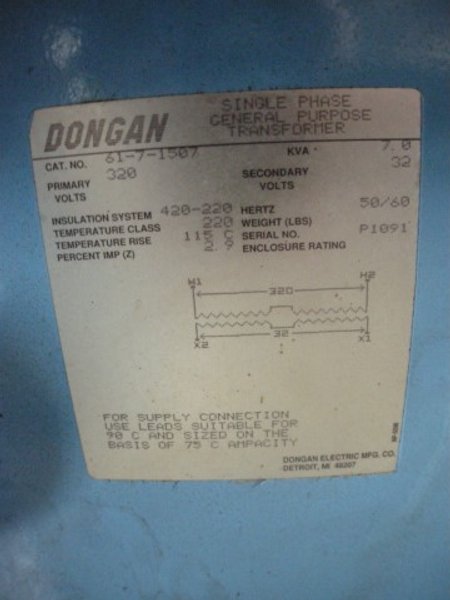 DONGAN
SINGLE PHASE
GENERAL PURPOSE
TRANSFORMER
CAT. NO. 61-7-1507 KVA 7.0
PRIMARY VOLTS 320 SECONDARY VOLTS 32
INSULATION SYSTEM 420-220 HERTZ 50/60
TEMPERATURE CLASS 220 WEIGHT (LBS)
TEMPERATURE RISE 115 C SERIAL NO. P1091
PERCENT IMP (Z) 2.9 ENCLOSURE RATING
H1 H2
320
32
X2 X1
FOR SUPPLY CONNECTION
USE LEADS SUITABLE FOR
90 C AND SIZED ON THE
BASIS OF 75 C AMPACITY
DONGAN ELECTRIC MFG. CO.
DETROIT, MI 48207